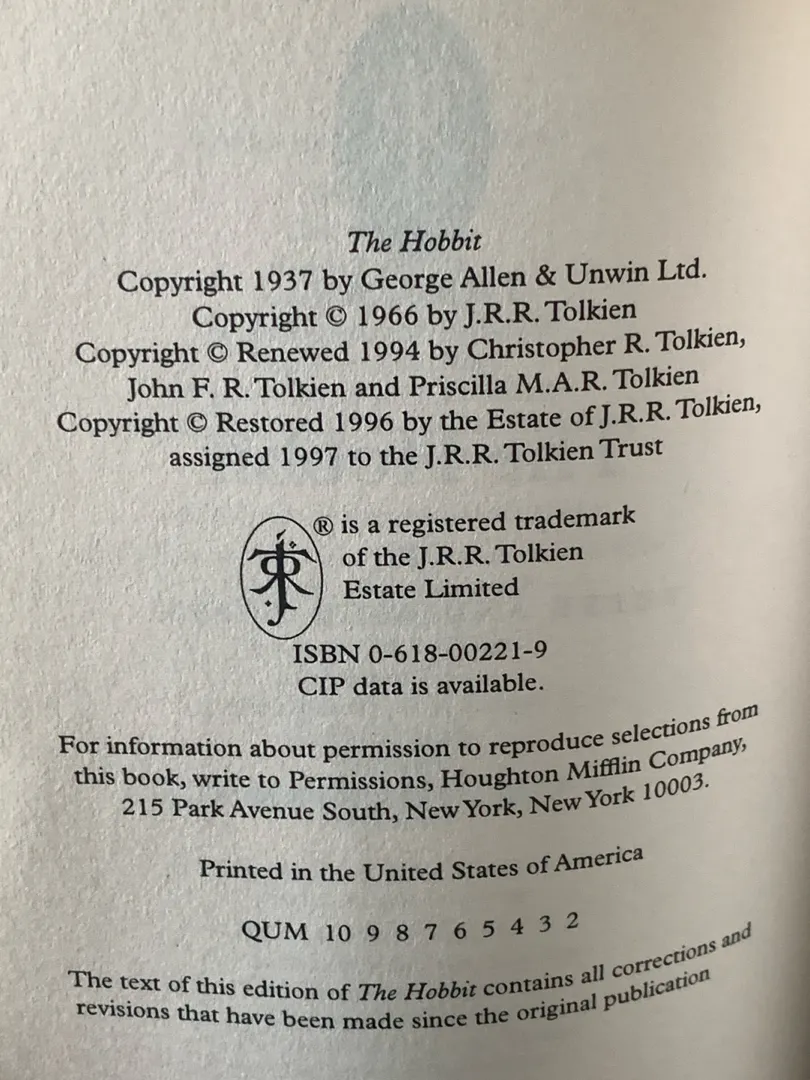 The Hobbit
Copyright 1937 by George Allen & Unwin Ltd.
Copyright © 1966 by J.R.R. Tolkien
Copyright © Renewed 1994 by Christopher R. Tolkien,
John F. R. Tolkien and Priscilla M.A.R. Tolkien
Copyright © Restored 1996 by the Estate of J.R.R. Tolkien,
assigned 1997 to the J.R.R. Tolkien Trust
® is a registered trademark
of the J.R.R. Tolkien
Estate Limited
ISBN 0-618-00221-9
CIP data is available.
For information about permission to reproduce selections from
this book, write to Permissions, Houghton Mifflin Company,
215 Park Avenue South, New York, New York 10003.
Printed in the United States of America
QUM 10 9 8 7 6 5 4 3 2
The text of this edition of The Hobbit contains all corrections and
revisions that have been made since the original publication